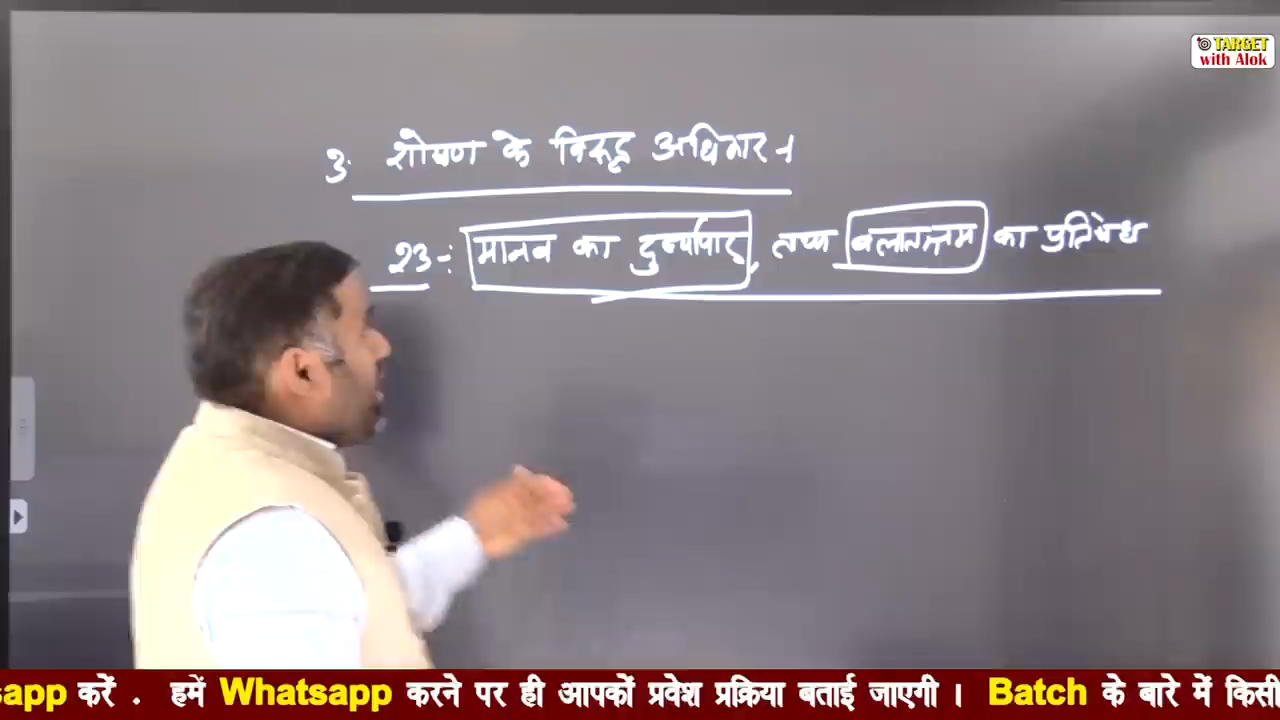 TARGET
with Alok
3. शोषण के विरुद्ध अधिकार -।
23 -: मानव का दुर्व्यापार, तथा बलातश्रम का प्रतिषेध
sapp करें . हमें Whatsapp करने पर ही आपकों प्रवेश प्रक्रिया बताई जाएगी । Batch के बारे में किसी